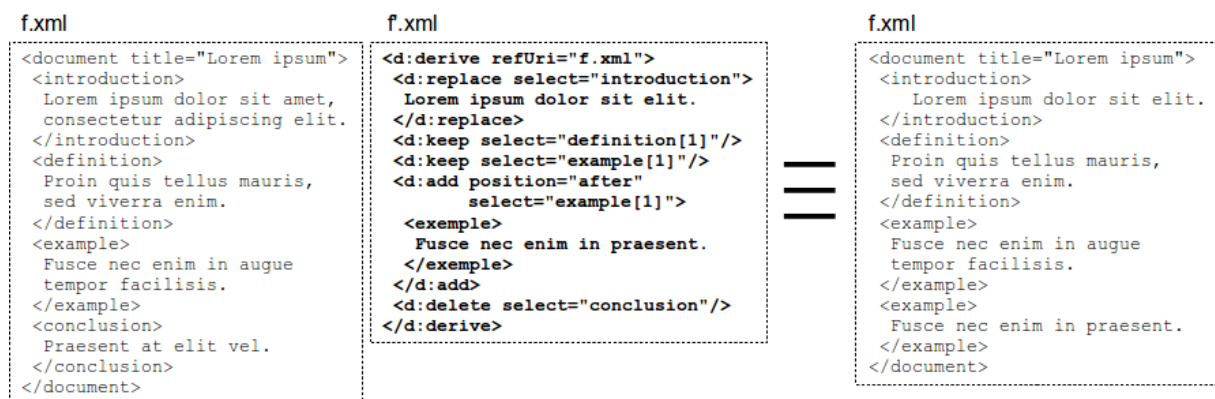 f.xml
<document title="Lorem ipsum">
<introduction>
Lorem ipsum dolor sit amet,
consectetur adipiscing elit.
</introduction>
<definition>
Proin quis tellus mauris,
sed viverra enim.
</definition>
<example>
Fusce nec enim in augue
tempor facilisis.
</example>
<conclusion>
Praesent at elit vel.
</conclusion>
</document>
f'.xml
<d:derive refUri="f.xml">
<d:replace select="introduction">
Lorem ipsum dolor sit elit.
</d:replace>
<d:keep select="definition[1]"/>
<d:keep select="example[1]"/>
<d:add position="after"
select="example[1]">
<exemple>
Fusce nec enim in praesent.
</exemple>
</d:add>
<d:delete select="conclusion"/>
</d:derive>
f.xml
<document title="Lorem ipsum">
<introduction>
Lorem ipsum dolor sit elit.
</introduction>
<definition>
Proin quis tellus mauris,
sed viverra enim.
</definition>
<example>
Fusce nec enim in augue
tempor facilisis.
</example>
<example>
Fusce nec enim in praesent.
</example>
</document>